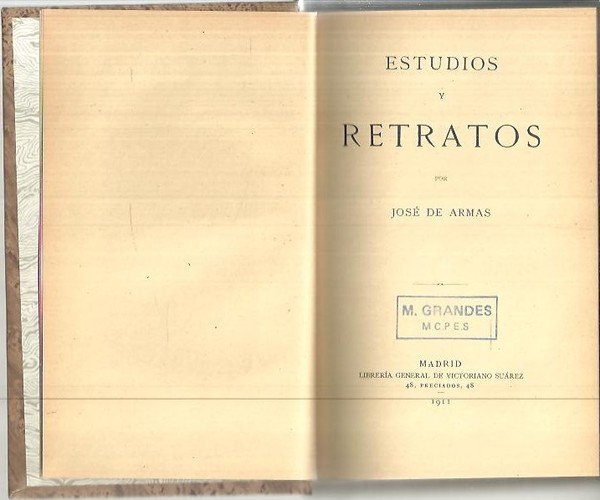 ESTUDIOS
Y
RETRATOS
POR
JOSÉ DE ARMAS
M. GRANDES
MCPES
MADRID
LIBRERÍA GENERAL DE VICTORIANO SUÁREZ
48, PRECIADOS, 48
1911